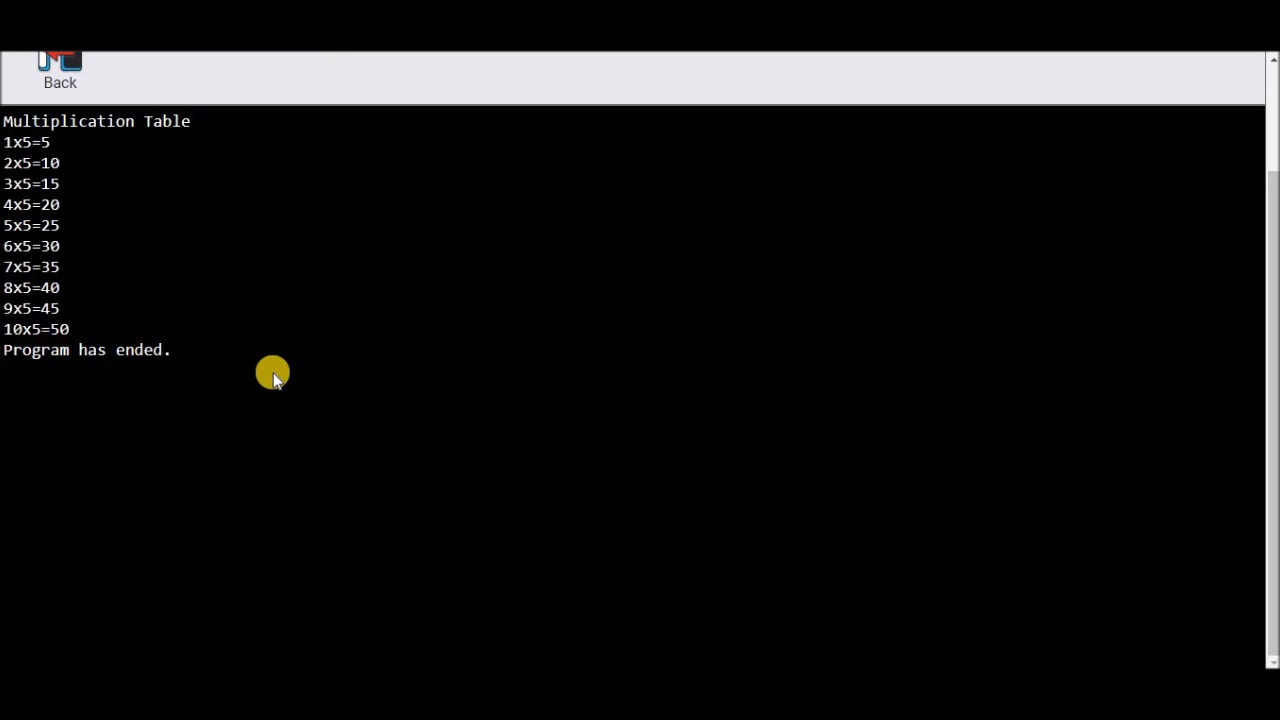 Back
Multiplication Table
1x5=5
2x5=10
3x5=15
4x5=20
5x5=25
6x5=30
7x5=35
8x5=40
9x5=45
10x5=50
Program has ended.